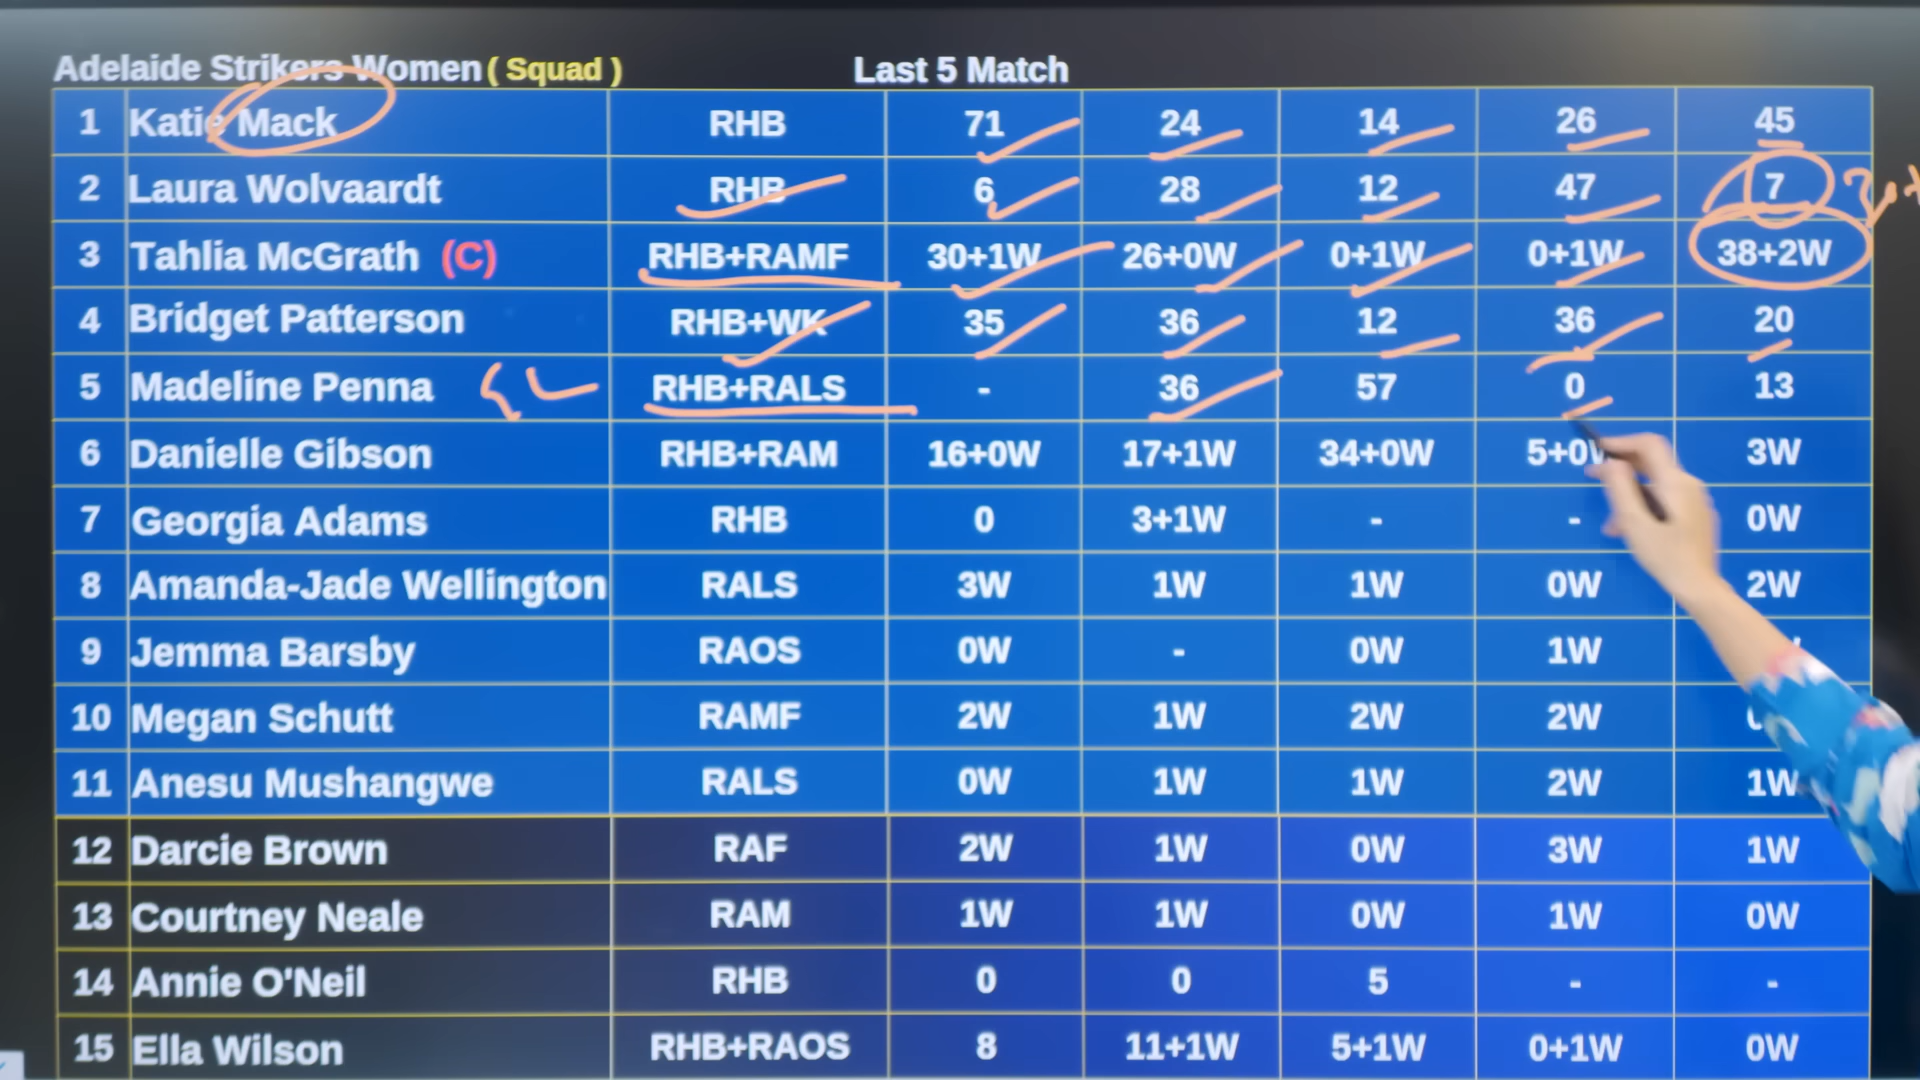 Adelaide Strikers Women ( Squad ) Last 5 Match
1 Katie Mack RHB 71 24 14 26 45
2 Laura Wolvaardt RHB 6 28 12 47 7
3 Tahlia McGrath (C) RHB+RAMF 30+1W 26+0W 0+1W 0+1W 38+2W
4 Bridget Patterson RHB+WK 35 36 12 36 20
5 Madeline Penna RHB+RALS - 36 57 0 13
6 Danielle Gibson RHB+RAM 16+0W 17+1W 34+0W 3W
7 Georgia Adams RHB 0 3+1W - - 0W
8 Amanda-Jade Wellington RALS 3W 1W 1W 0W 2W
9 Jemma Barsby RAOS 0W - 0W 1W
10 Megan Schutt RAMF 2W 1W 2W 2W
11 Anesu Mushangwe RALS 0W 1W 1W 2W 1W
12 Darcie Brown RAF 2W 1W 0W 3W 1W
13 Courtney Neale RAM 1W 1W 0W 1W 0W
14 Annie O'Neil RHB 0 0 5 - -
15 Ella Wilson RHB+RAOS 8 11+1W 5+1W 0+1W 0W